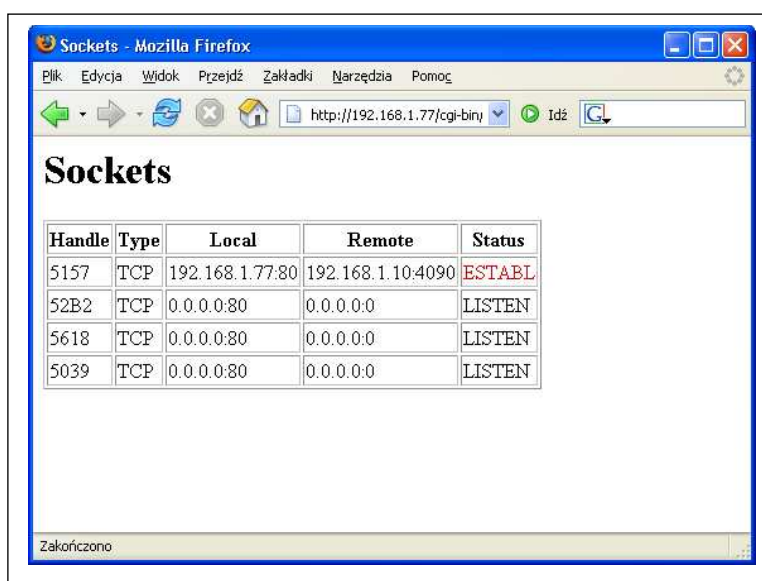 Sockets - Mozilla Firefox
Plik Edycja Widok Przejdź Zakładki Narzędzia Pomoc
http://192.168.1.77/cgi-bin/ Idź G
Sockets
Handle Type Local Remote Status
5157 TCP 192.168.1.77:80 192.168.1.10:4090 ESTABL
52B2 TCP 0.0.0.0:80 0.0.0.0:0 LISTEN
5618 TCP 0.0.0.0:80 0.0.0.0:0 LISTEN
5039 TCP 0.0.0.0:80 0.0.0.0:0 LISTEN
Zakończono